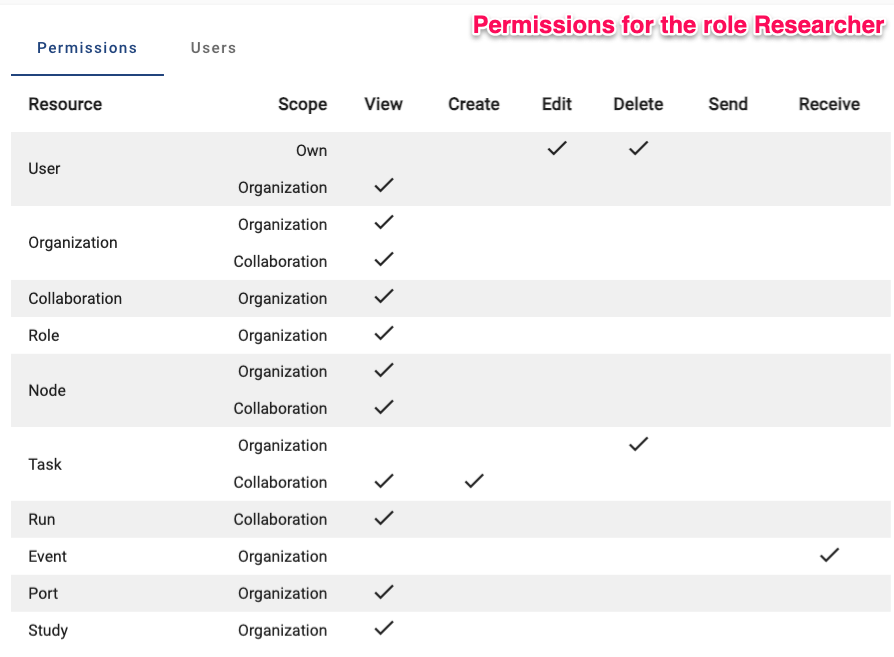 Permissions for the role Researcher
Permissions Users
Resource Scope View Create Edit Delete Send Receive
User
Own
Organization
Organization
Organization
Collaboration
Collaboration Organization
Role Organization
Node
Organization
Collaboration
Task
Organization
Collaboration
Run Collaboration
Event Organization
Port Organization
Study Organization